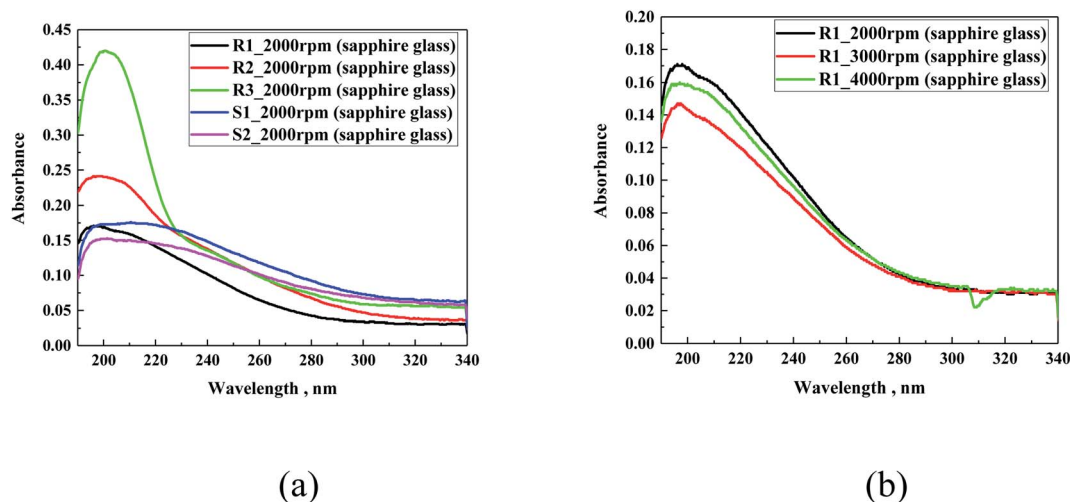 0.45
0.40
0.35
0.30
0.25
0.20
0.15
0.10
0.05
0.00
Absorbance
R1_2000rpm (sapphire glass)
R2_2000rpm (sapphire glass)
R3_2000rpm (sapphire glass)
S1_2000rpm (sapphire glass)
S2_2000rpm (sapphire glass)
200 220 240 260 280 300 320 340
Wavelength , nm
(a)
0.20
0.18
0.16
0.14
0.12
0.10
0.08
0.06
0.04
0.02
0.00
Absorbance
R1_2000rpm (sapphire glass)
R1_3000rpm (sapphire glass)
R1_4000rpm (sapphire glass)
200 220 240 260 280 300 320 340
Wavelength , nm
(b)